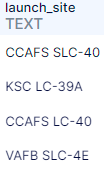 launch_site
TEXT
CCAFS SLC-40
KSC LC-39A
CCAFS LC-40
VAFB SLC-4E